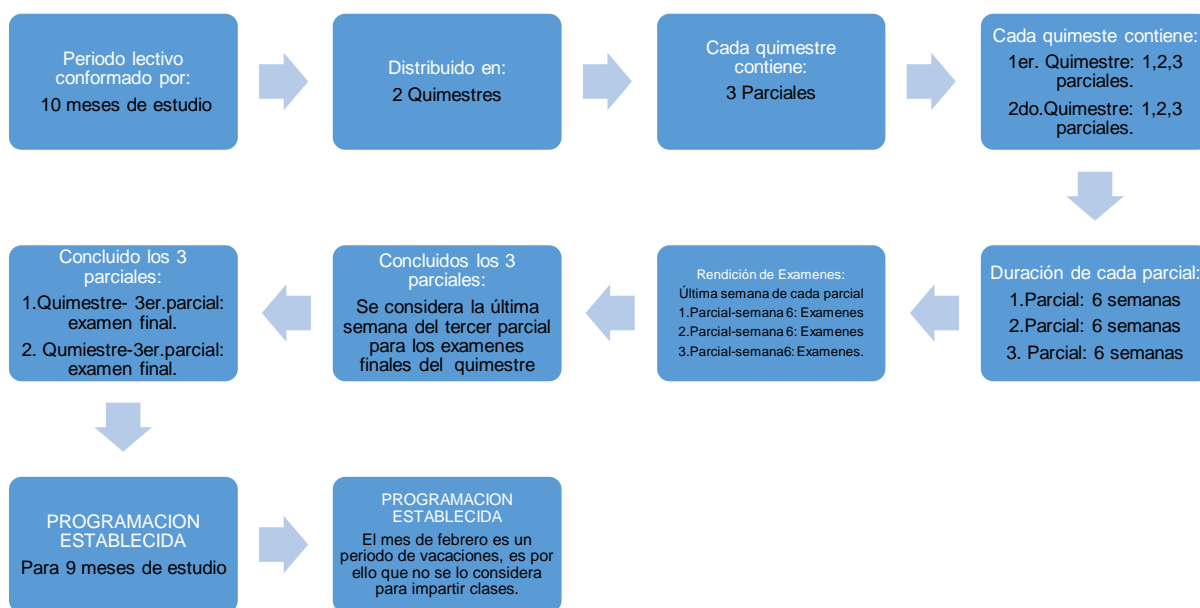 Periodo lectivo
conformado por:
10 meses de estudio
Distribuido en:
2 Quimestres
Cada quimestre
contiene:
3 Parciales
Cada quimeste contiene:
1er. Quimestre: 1,2,3
parciales.
2do.Quimestre: 1,2,3
parciales.
Duración de cada parcial:
1.Parcial: 6 semanas
2.Parcial: 6 semanas
3. Parcial: 6 semanas
Rendición de Examenes:
Última semana de cada parcial
1.Parcial-semana 6: Examenes
2.Parcial-semana 6: Examenes
3.Parcial-semana6: Examenes.
Concluidos los 3
parciales:
Se considera la última
semana del tercer parcial
para los examenes
finales del quimestre
Concluido los 3
parciales:
1.Quimestre- 3er.parcial:
examen final.
2. Qumiestre-3er.parcial:
examen final.
PROGRAMACION
ESTABLECIDA
Para 9 meses de estudio
PROGRAMACION
ESTABLECIDA
El mes de febrero es un
periodo de vacaciones, es por
ello que no se lo considera
para impartir clases.